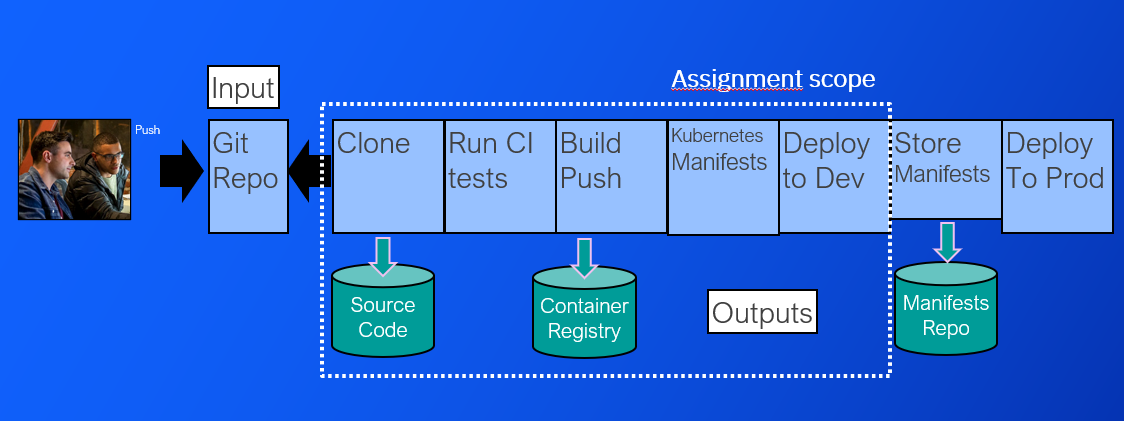 Assignment scope
Input
Push
Git
Repo
Clone
Run CI
tests
Build
Push
Kubernetes
Manifests
Deploy
to Dev
Store
Manifests
Deploy
To Prod
Source
Code
Container
Registry
Outputs
Manifests
Repo